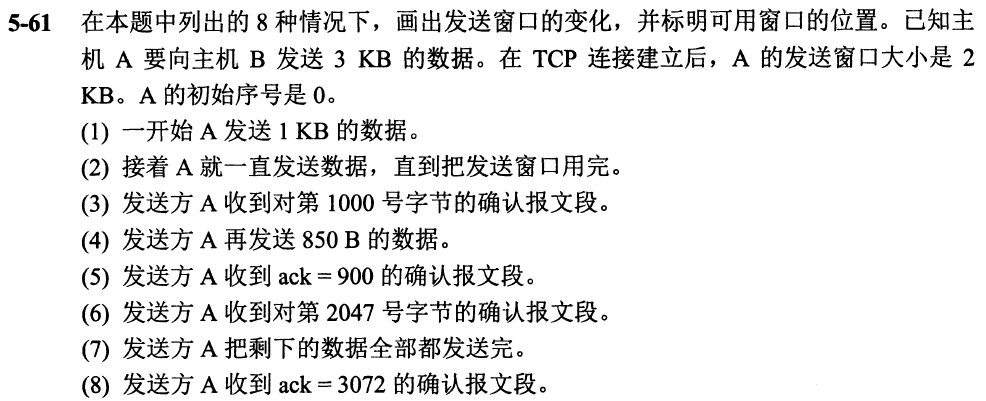 5-61 在本题中列出的 8 种情况下，画出发送窗口的变化，并标明可用窗口的位置。已知主
机 A 要向主机 B 发送 3 KB 的数据。在 TCP 连接建立后，A 的发送窗口大小是 2
KB。A 的初始序号是 0。
(1) 一开始 A 发送 1 KB 的数据。
(2) 接着 A 就一直发送数据，直到把发送窗口用完。
(3) 发送方 A 收到对第 1000 号字节的确认报文段。
(4) 发送方 A 再发送 850 B 的数据。
(5) 发送方 A 收到 ack = 900 的确认报文段。
(6) 发送方 A 收到对第 2047 号字节的确认报文段。
(7) 发送方 A 把剩下的数据全部都发送完。
(8) 发送方 A 收到 ack = 3072 的确认报文段。